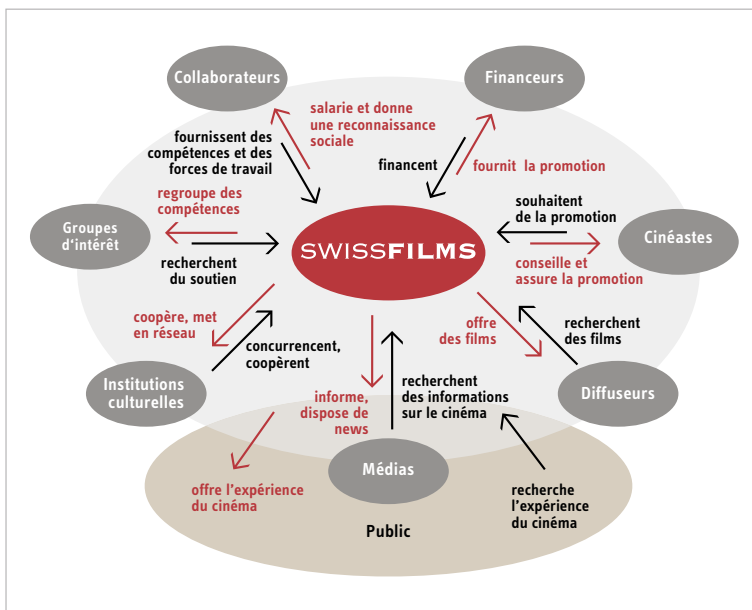 Collaborateurs
Financeurs
salarie et donne
une reconnaissance
sociale
fournissent des
compétences et des
forces de travail
financent
fournit la promotion
regroupe des
compétences
souhaitent
de la promotion
Groupes
d‘intérêt
SWISSFILMS
Cinéastes
recherchent
du soutien
conseille et
assure la promotion
coopère, met
en réseau
offre
des films
recherchent
des films
concurrencent,
coopèrent
Institutions
culturelles
informe,
dispose de
news
recherchent
des informations
sur le cinéma
Diffuseurs
Médias
offre l’expérience
du cinéma
recherche
l’expérience
du cinéma
Public